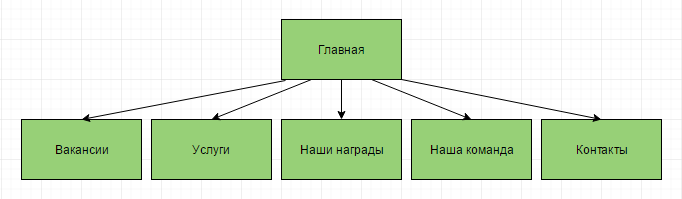 Главная
Вакансии
Услуги
Наши награды
Наша команда
Контакты